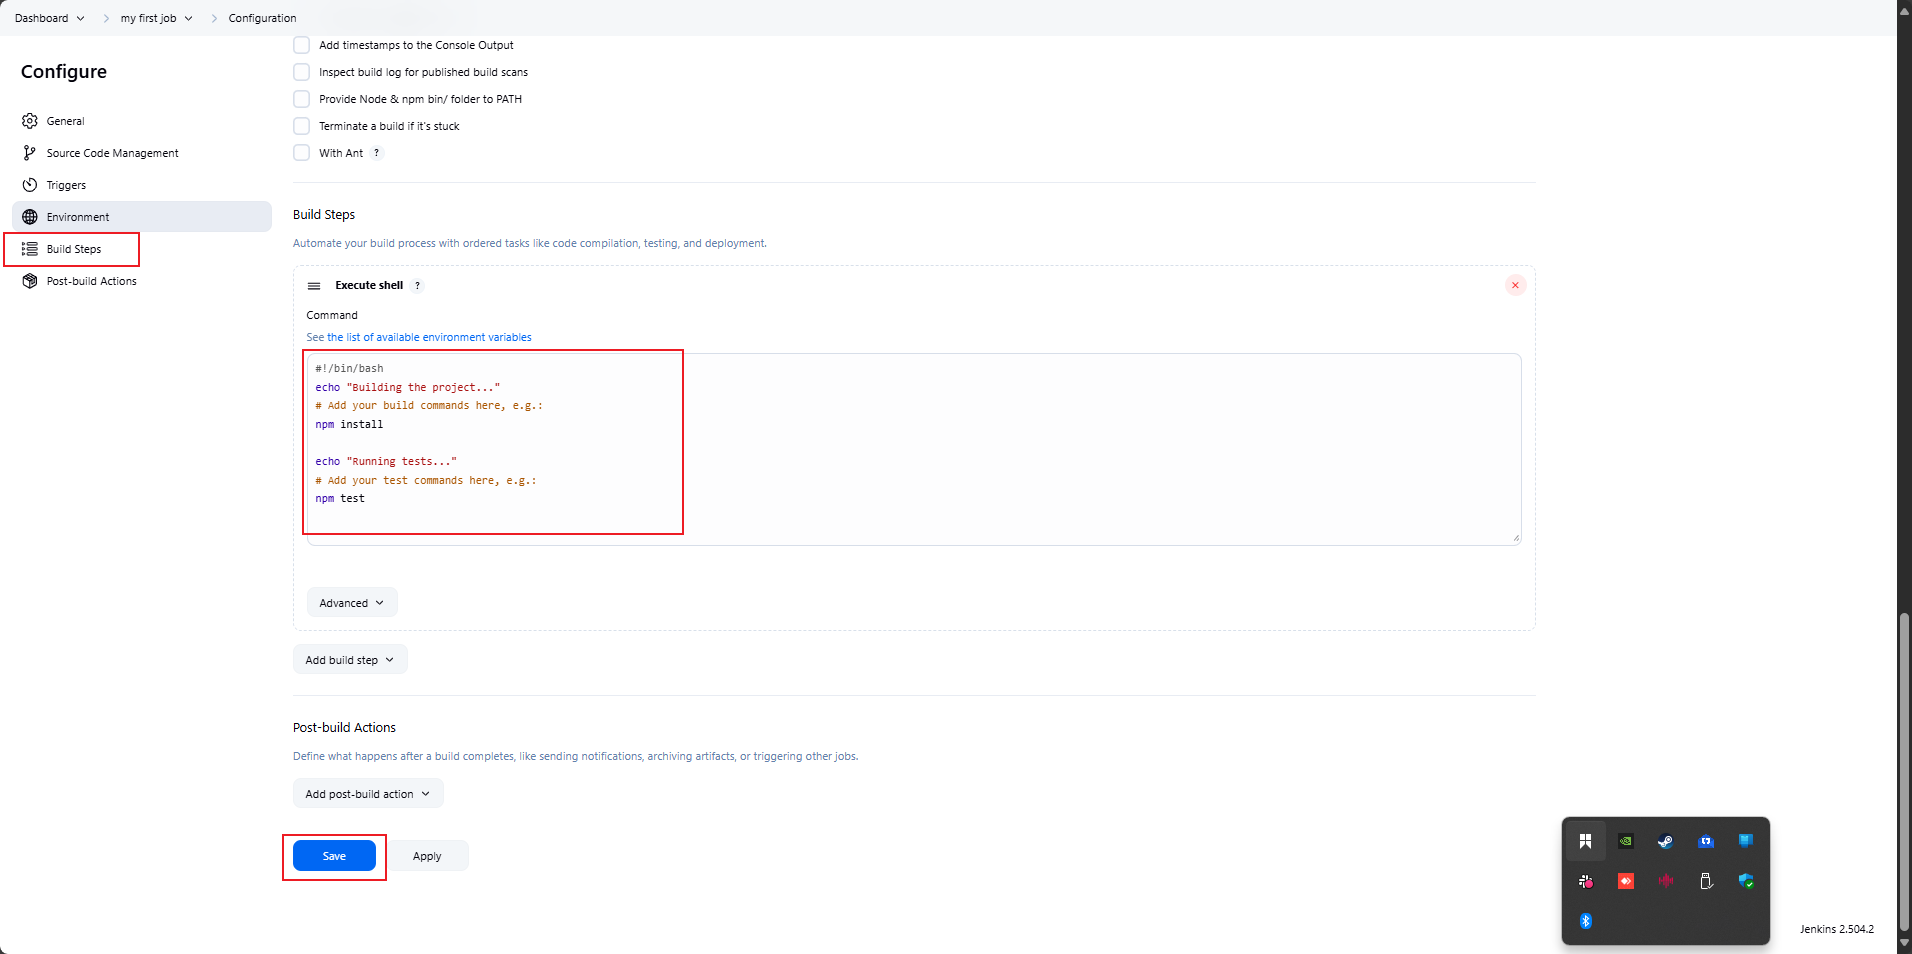 Dashboard
my first job
Configuration
Configure
General
Source Code Management
Triggers
Environment
Build Steps
Post-build Actions
Add timestamps to the Console Output
Inspect build log for published build scans
Provide Node & npm bin/ folder to PATH
Terminate a build if it's stuck
With Ant ?
Build Steps
Automate your build process with ordered tasks like code compilation, testing, and deployment.
Execute shell ?
Command
See the list of available environment variables
#!/bin/bash
echo "Building the project..."
# Add your build commands here, e.g.:
npm install
echo "Running tests..."
# Add your test commands here, e.g.:
npm test
Advanced
Add build step
Post-build Actions
Define what happens after a build completes, like sending notifications, archiving artifacts, or triggering other jobs.
Add post-build action
Save
Apply
Jenkins 2.504.2